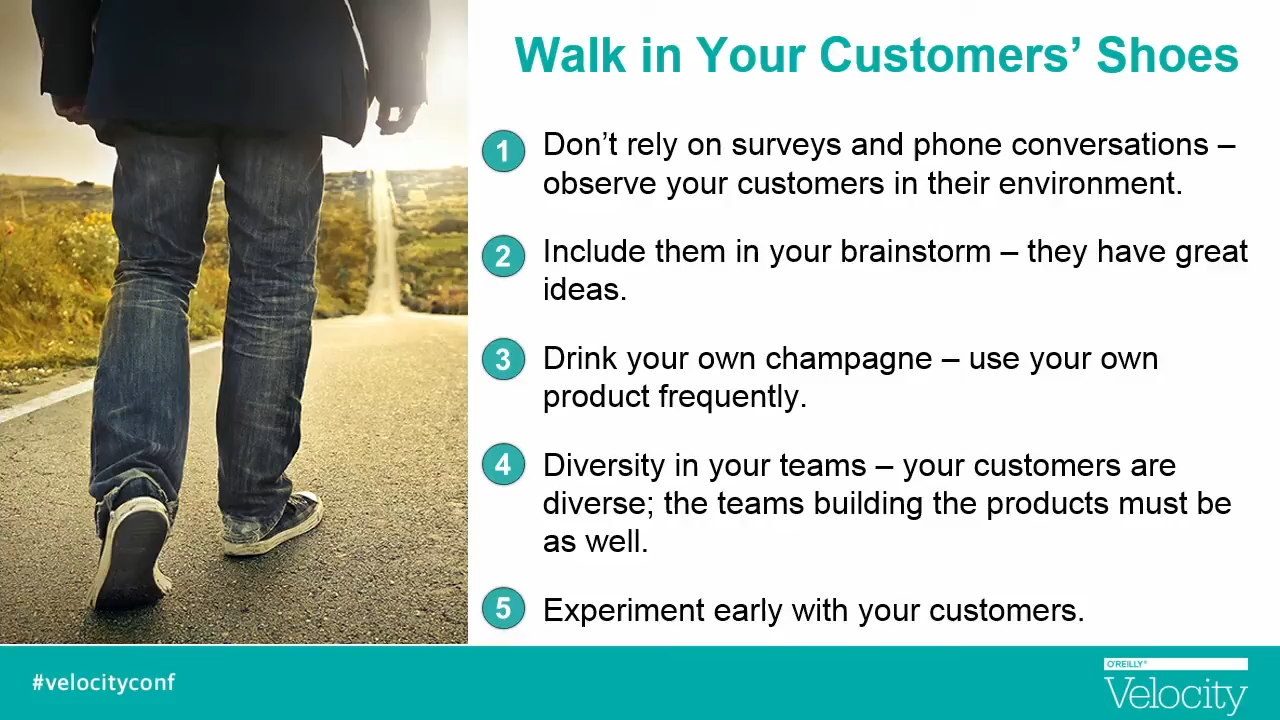 Walk in Your Customers’ Shoes
1 Don’t rely on surveys and phone conversations –
observe your customers in their environment.
2 Include them in your brainstorm – they have great
ideas.
3 Drink your own champagne – use your own
product frequently.
4 Diversity in your teams – your customers are
diverse; the teams building the products must be
as well.
5 Experiment early with your customers.
#velocityconf
O'REILLY®
Velocity